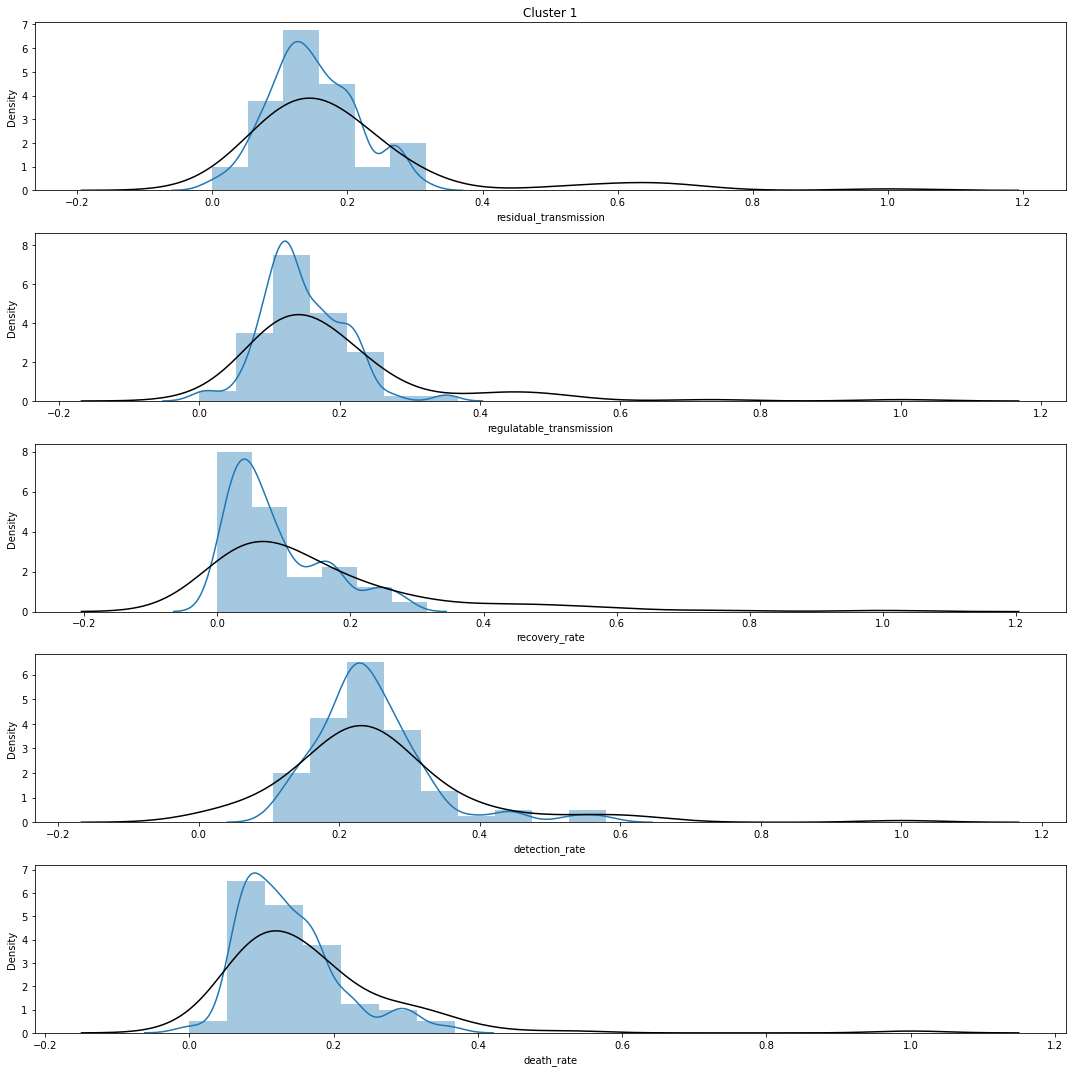 Cluster 1
7
6
5
4
3
2
1
0
Density
−0.2 0.0 0.2 0.4 0.6 0.8 1.0 1.2
residual_transmission
8
6
4
2
0
Density
−0.2 0.0 0.2 0.4 0.6 0.8 1.0 1.2
regulatable_transmission
8
6
4
2
0
Density
−0.2 0.0 0.2 0.4 0.6 0.8 1.0 1.2
recovery_rate
6
5
4
3
2
1
0
Density
−0.2 0.0 0.2 0.4 0.6 0.8 1.0 1.2
detection_rate
7
6
5
4
3
2
1
0
Density
−0.2 0.0 0.2 0.4 0.6 0.8 1.0 1.2
death_rate